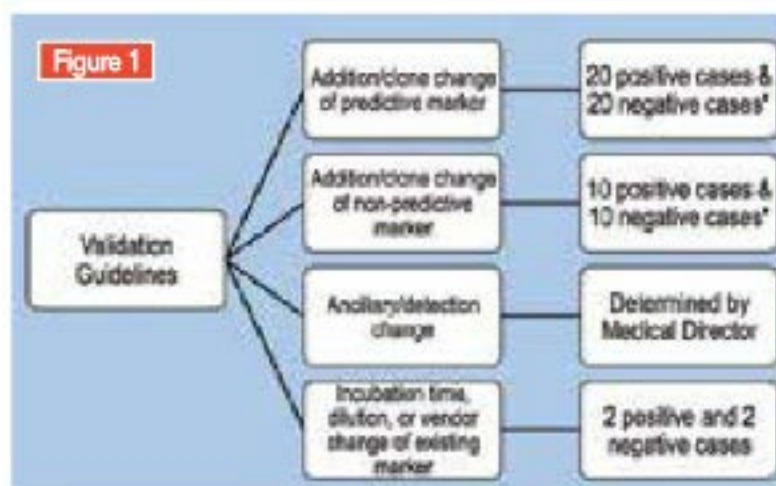 Figure 1
Addition/clone change
of predictive marker
20 positive cases &
20 negative cases*
Addition/clone change
of non-predictive
marker
10 positive cases &
10 negative cases*
Validation
Guidelines
Ancillary/detection
change
Determined by
Medical Director
Incubation time,
dilution, or vendor
change of existing
marker
2 positive and 2
negative cases